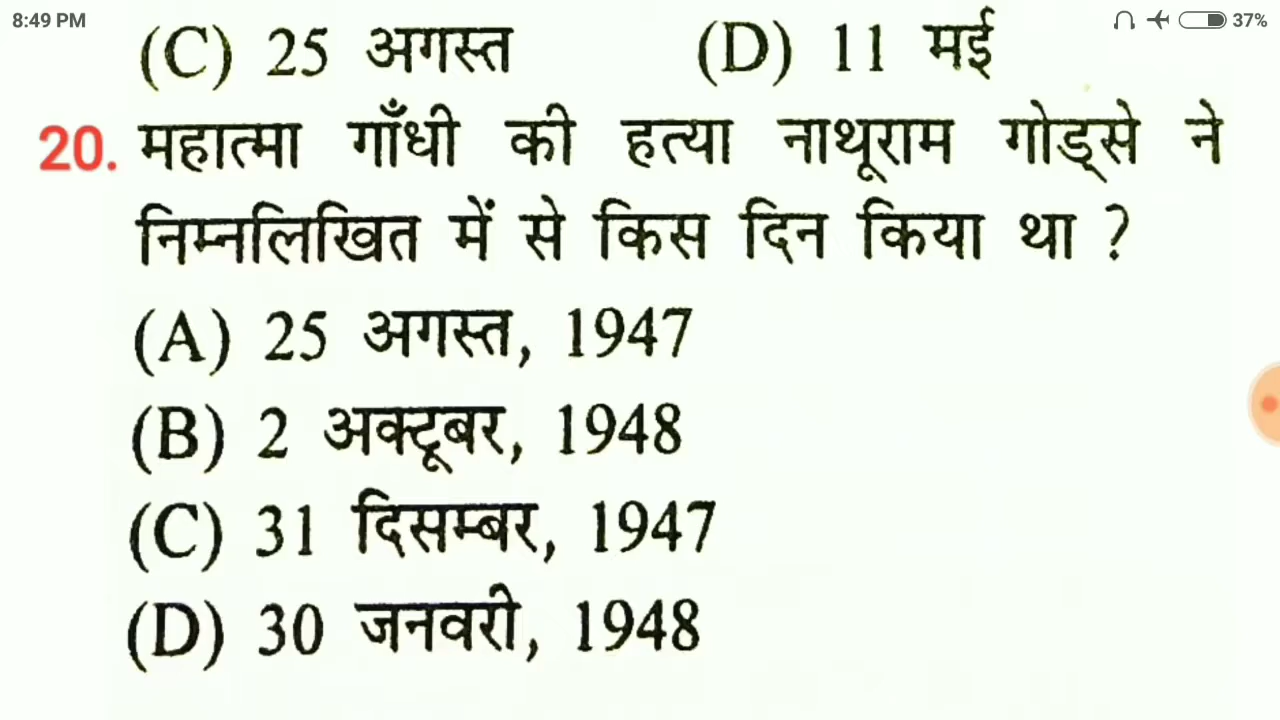 8:49 PM 37%
(C) 25 अगस्त (D) 11 मई
20. महात्मा गाँधी की हत्या नाथूराम गोड्से ने
निम्नलिखित में से किस दिन किया था ?
(A) 25 अगस्त, 1947
(B) 2 अक्टूबर, 1948
(C) 31 दिसम्बर, 1947
(D) 30 जनवरी, 1948